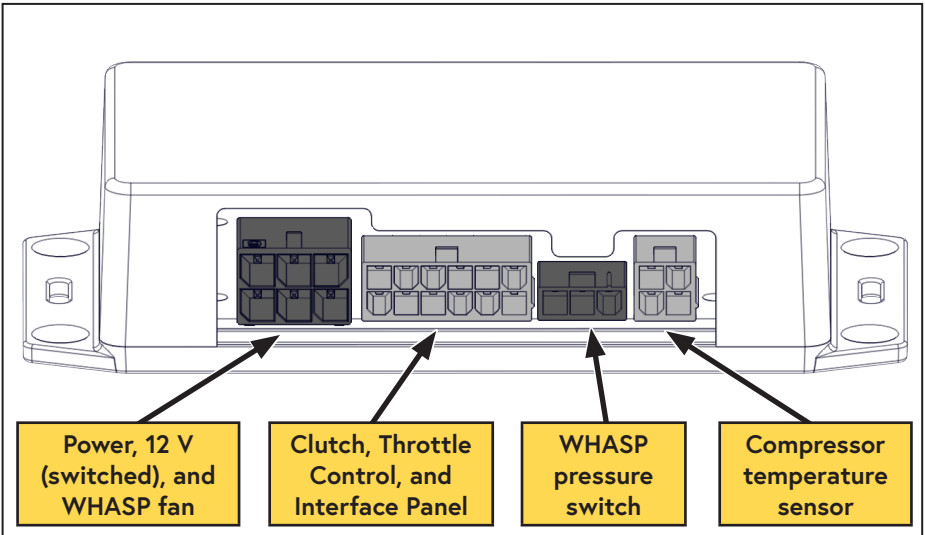 Power, 12 V
(switched), and
WHASP fan
Clutch, Throttle
Control, and
Interface Panel
WHASP
pressure
switch
Compressor
temperature
sensor